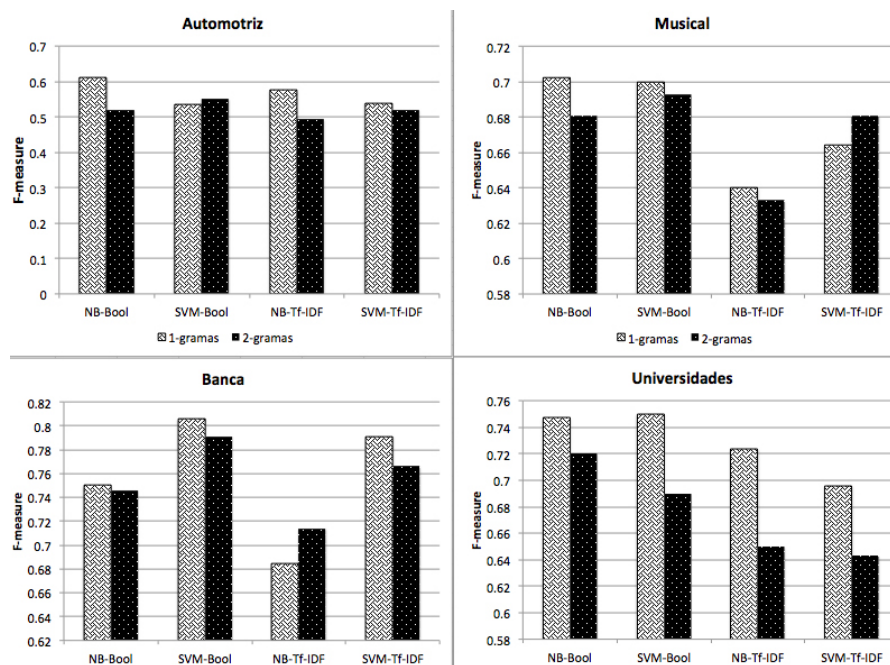 Automotriz
0.7
0.6
0.5
0.4
0.3
0.2
0.1
0
F-measure
NB-Bool SVM-Bool NB-Tf-IDF SVM-Tf-IDF
1-gramas 2-gramas
Musical
0.72
0.7
0.68
0.66
0.64
0.62
0.6
0.58
F-measure
NB-Bool SVM-Bool NB-Tf-IDF SVM-Tf-IDF
1-gramas 2-gramas
Banca
0.82
0.8
0.78
0.76
0.74
0.72
0.7
0.68
0.66
0.64
0.62
F-measure
NB-Bool SVM-Bool NB-Tf-IDF SVM-Tf-IDF
Universidades
0.76
0.74
0.72
0.7
0.68
0.66
0.64
0.62
0.6
0.58
F-measure
NB-Bool SVM-Bool NB-Tf-IDF SVM-Tf-IDF